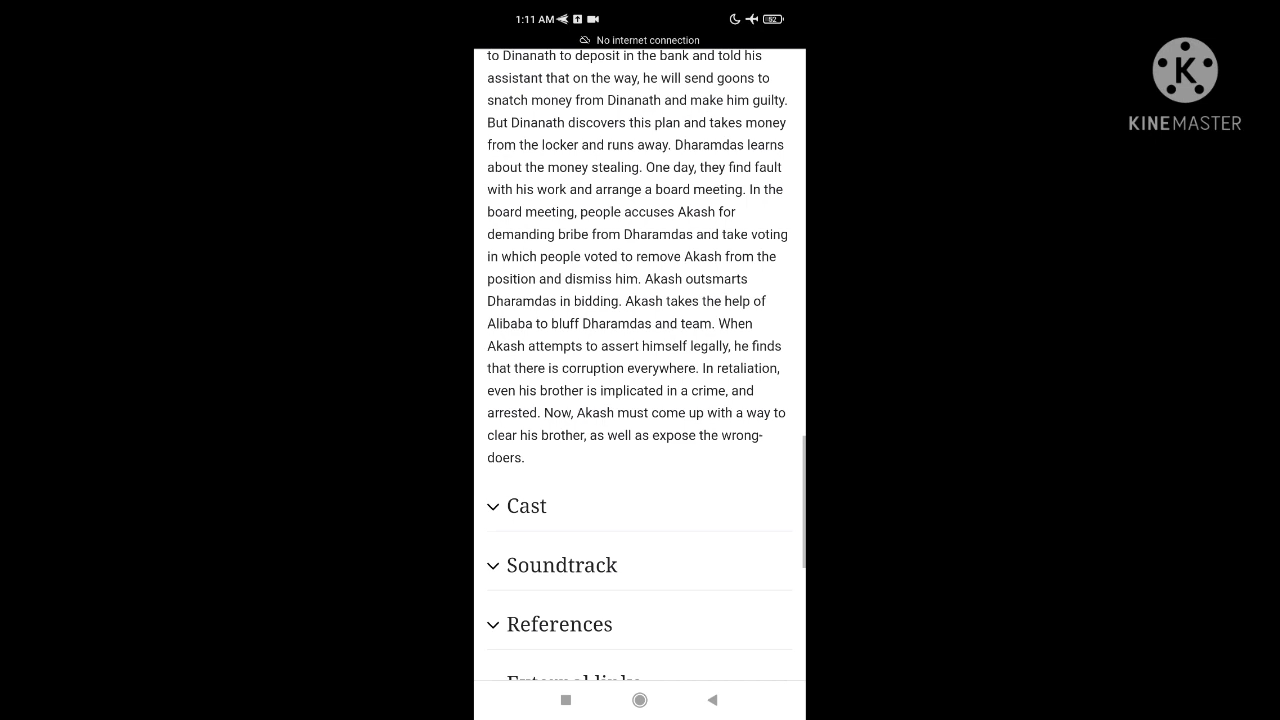 1:11 AM
52
No internet connection
to Dinanath to deposit in the bank and told his
assistant that on the way, he will send goons to
snatch money from Dinanath and make him guilty.
But Dinanath discovers this plan and takes money
from the locker and runs away. Dharamdas learns
about the money stealing. One day, they find fault
with his work and arrange a board meeting. In the
board meeting, people accuses Akash for
demanding bribe from Dharamdas and take voting
in which people voted to remove Akash from the
position and dismiss him. Akash outsmarts
Dharamdas in bidding. Akash takes the help of
Alibaba to bluff Dharamdas and team. When
Akash attempts to assert himself legally, he finds
that there is corruption everywhere. In retaliation,
even his brother is implicated in a crime, and
arrested. Now, Akash must come up with a way to
clear his brother, as well as expose the wrong-
doers.
Cast
Soundtrack
References
External links
K
KINEMASTER